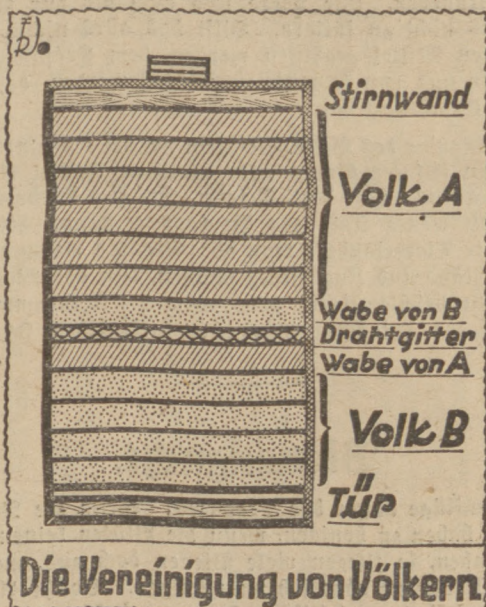 Stirnwand
Volk A
Wabe von B
Drahtgitter
Wabe von A
Volk B
Tür
Die Vereinigung von Völkern.